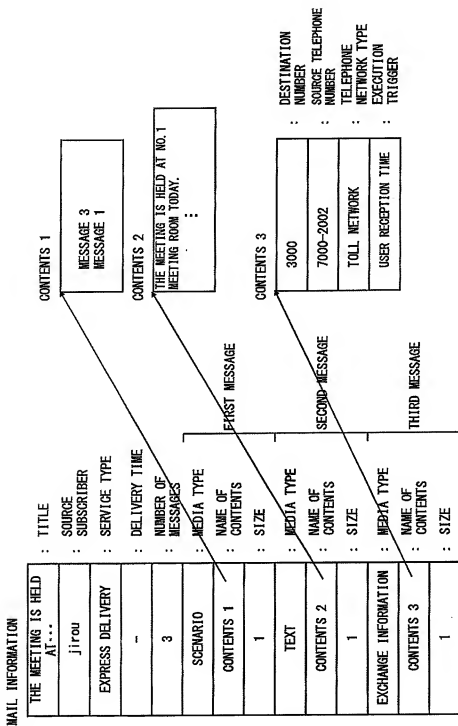 MAIL INFORMATION
THE MEETING IS HELD
AT···
: TITLE
jirou
: SOURCE
SUBSCRIBER
EXPRESS DELIVERY
: SERVICE TYPE
-
: DELIVERY TIME
3
: NUMBER OF
MESSAGES
SCENARIO
: MEDIA TYPE
CONTENTS 1
: NAME OF
CONTENTS
1
: SIZE
FIRST MESSAGE
TEXT
: MEDIA TYPE
CONTENTS 2
: NAME OF
CONTENTS
1
: SIZE
SECOND MESSAGE
EXCHANGE INFORMATION
: MEDIA TYPE
CONTENTS 3
: NAME OF
CONTENTS
1
: SIZE
THIRD MESSAGE
CONTENTS 1
MESSAGE 3
MESSAGE 1
CONTENTS 2
THE MEETING IS HELD AT NO.1
MEETING ROOM TODAY.
:
CONTENTS 3
3000
: DESTINATION
NUMBER
7000-2002
: SOURCE TELEPHONE
NUMBER
TOLL NETWORK
: TELEPHONE
NETWORK TYPE
USER RECEPTION TIME
: EXECUTION
TRIGGER